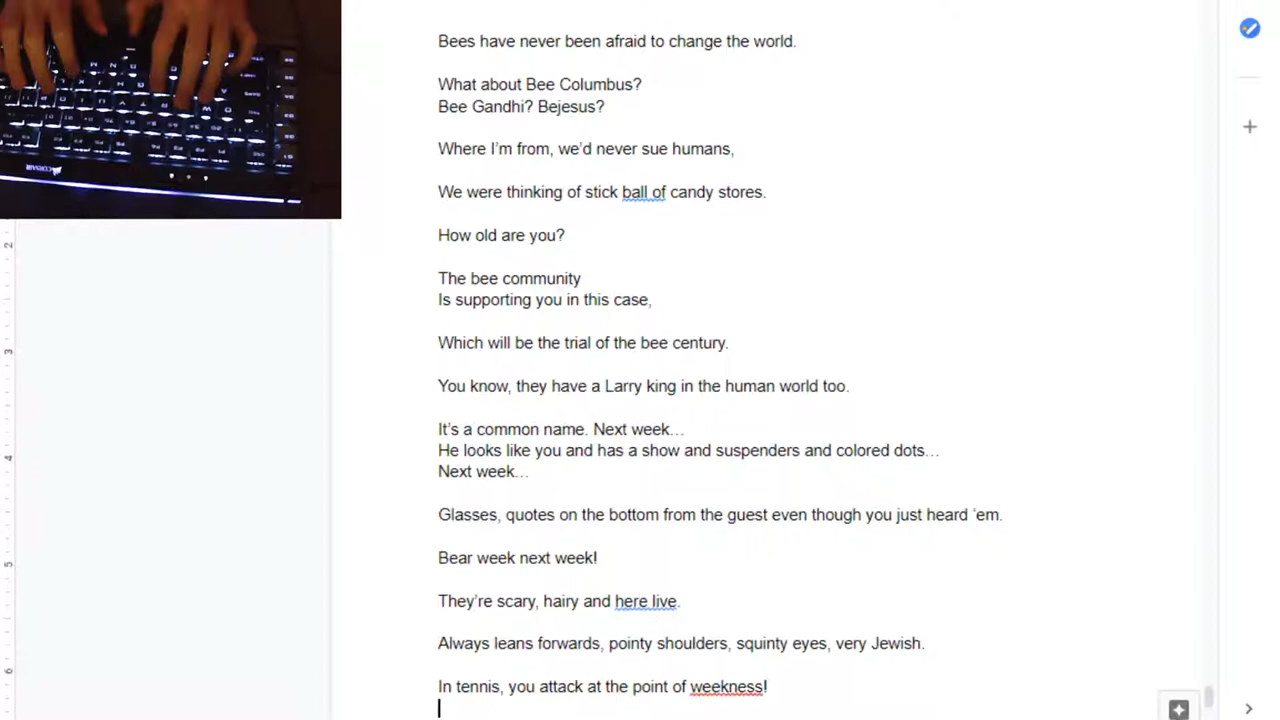 Bees have never been afraid to change the world.
What about Bee Columbus?
Bee Gandhi? Bejesus?
Where I'm from, we'd never sue humans,
We were thinking of stick ball of candy stores.
How old are you?
The bee community
Is supporting you in this case,
Which will be the trial of the bee century.
You know, they have a Larry king in the human world too.
It's a common name. Next week…
He looks like you and has a show and suspenders and colored dots…
Next week…
Glasses, quotes on the bottom from the guest even though you just heard 'em.
Bear week next week!
They're scary, hairy and here live.
Always leans forwards, pointy shoulders, squinty eyes, very Jewish.
In tennis, you attack at the point of weekness!
2
3
4
5
6
CORSAIR